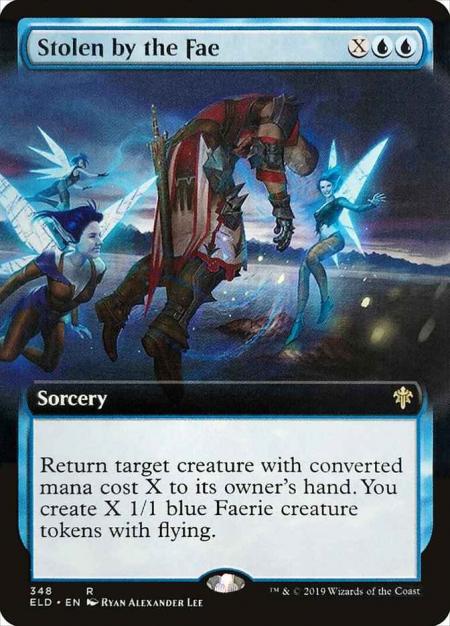 Stolen by the Fae X
Sorcery
Return target creature with converted
mana cost X to its owner's hand. You
create X 1/1 blue Faerie creature
tokens with flying.
348 R
ELD • EN Ryan Alexander Lee
™ & © 2019 Wizards of the Coast